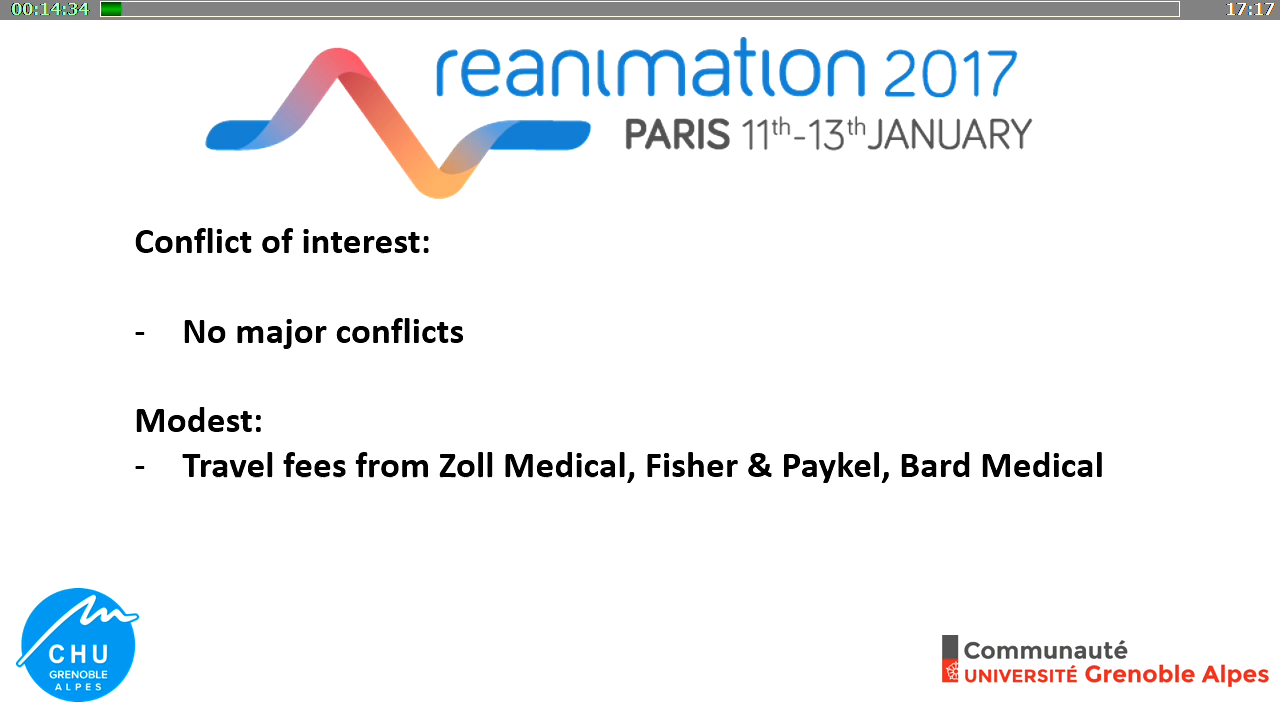 00:14:34
17:17
reanimation 2017
PARIS 11th-13th JANUARY
Conflict of interest:
- No major conflicts
Modest:
- Travel fees from Zoll Medical, Fisher & Paykel, Bard Medical
CHU
GRENOBLE
ALPES
Communauté
UNIVERSITÉ Grenoble Alpes